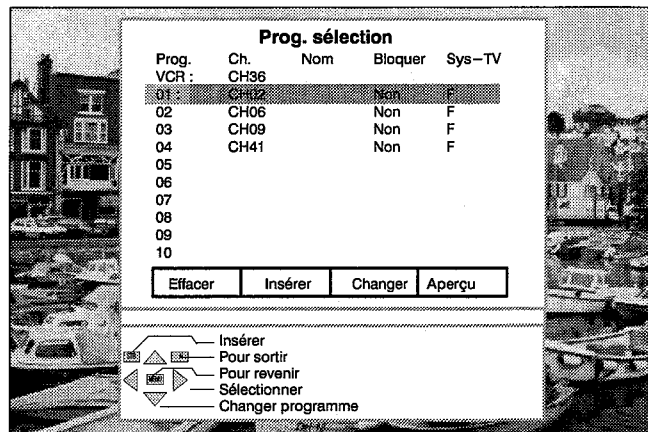 Prog. sélection
Prog. Ch. Nom Bloquer Sys-TV
VCR : CH36
01 : CH02 Non F
02 CH06 Non F
03 CH09 Non F
04 CH41 Non F
05
06
07
08
09
10
Effacer Insérer Changer Aperçu
Insérer
Pour sortir
Pour revenir
MENU
Sélectionner
Changer programme